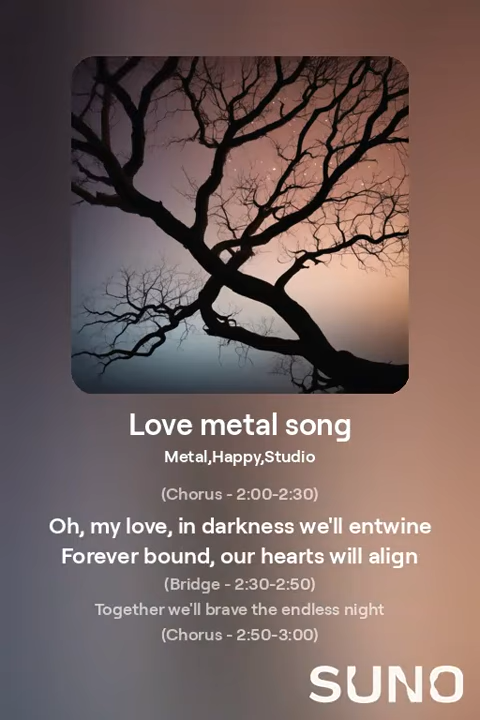 Love metal song
Metal,Happy,Studio
(Chorus - 2:00-2:30)
Oh, my love, in darkness we'll entwine
Forever bound, our hearts will align
(Bridge - 2:30-2:50)
Together we'll brave the endless night
(Chorus - 2:50-3:00)
SUNO